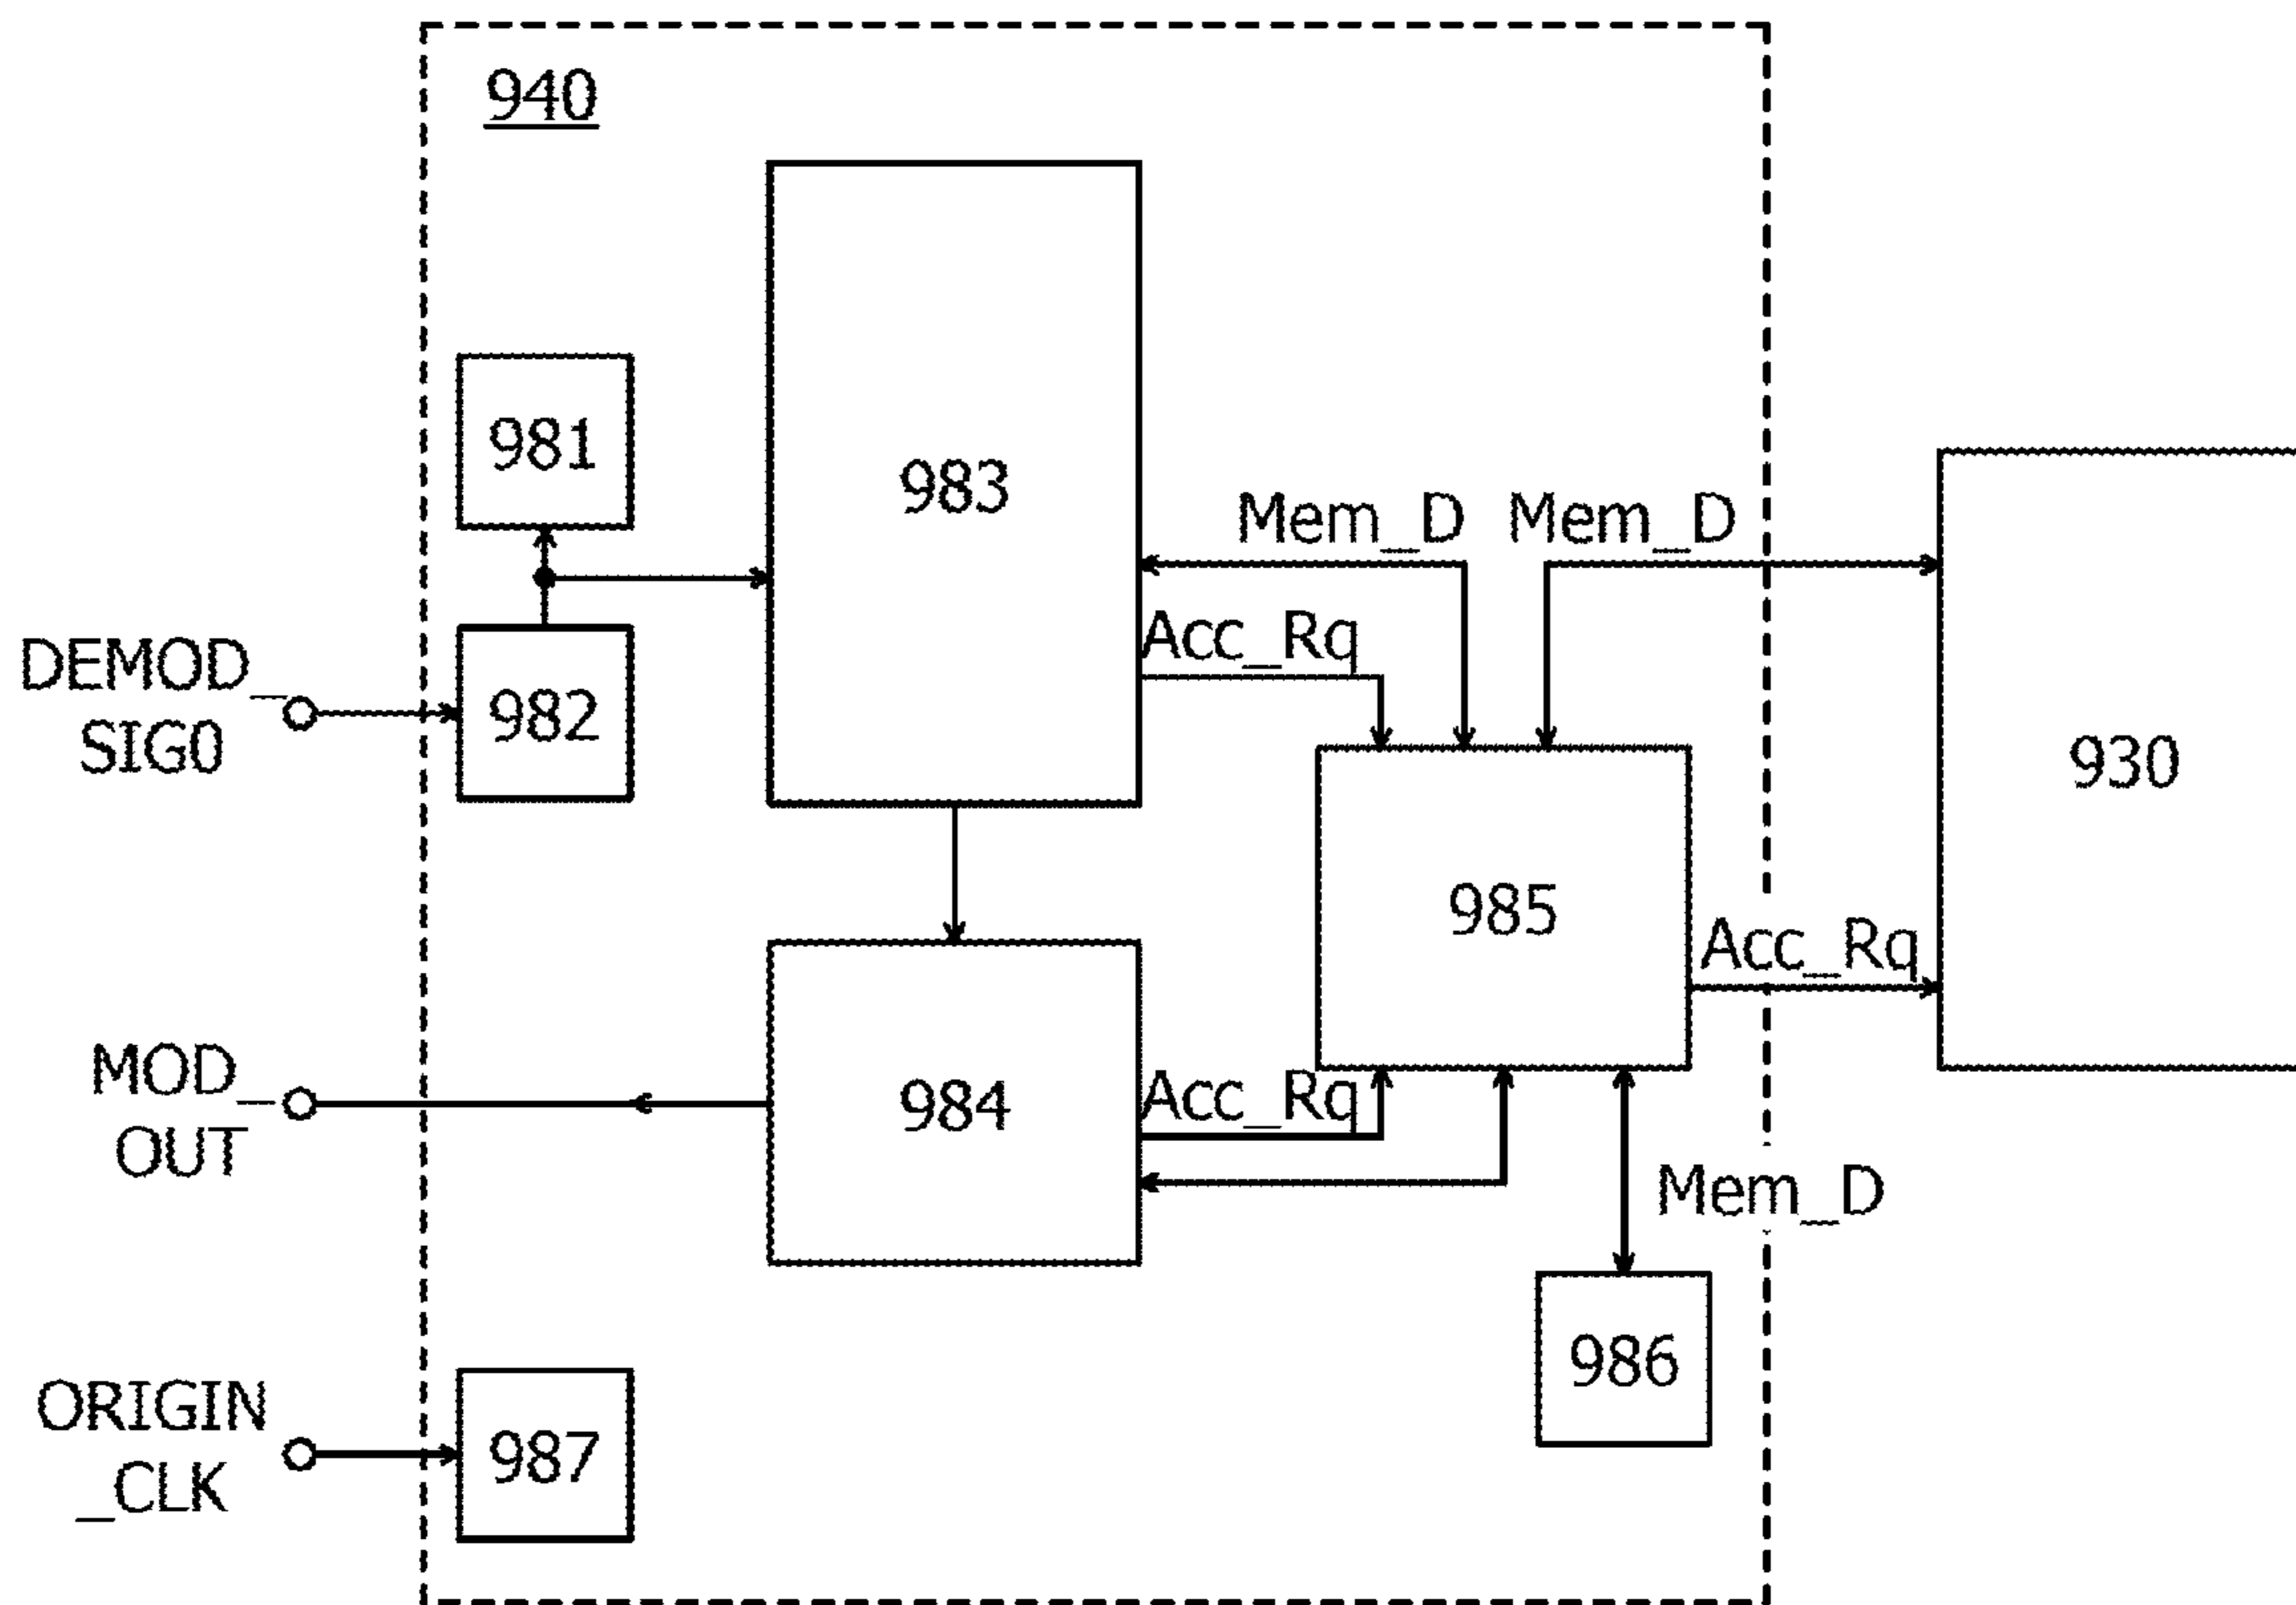 940
981
983
Mem_D
Mem_D
Acc_Rq
DEMOD_
SIG0
982
930
985
Acc_Rq
MOD_
OUT
984
Acc_Rq
Mem_D
986
ORIGIN
_CLK
987